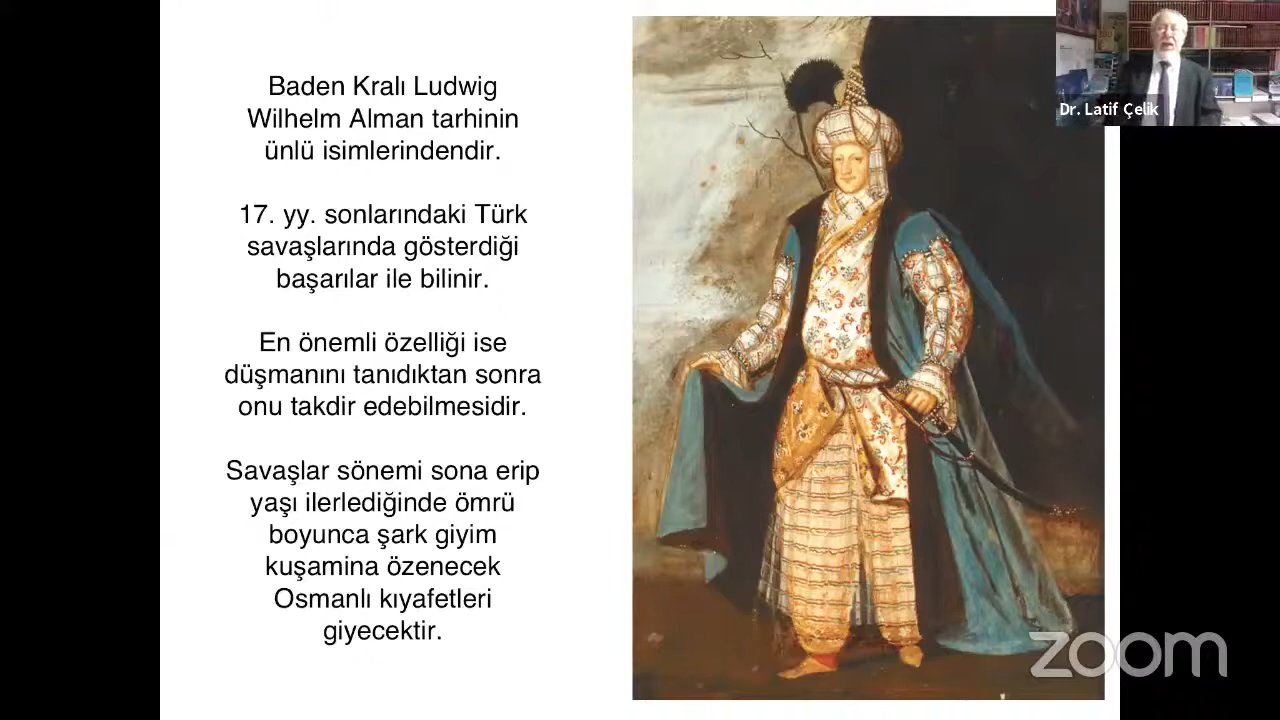 Baden Kralı Ludwig
Wilhelm Alman tarhinin
ünlü isimlerindendir.
17. yy. sonlarındaki Türk
savaşlarında gösterdiği
başarılar ile bilinir.
En önemli özelliği ise
düşmanını tanıdıktan sonra
onu takdir edebilmesidir.
Savaşlar sönemi sona erip
yaşı ilerlediğinde ömrü
boyunca şark giyim
kuşamina özenecek
Osmanlı kıyafetleri
giyecektir.
Dr. Latif Çelik
zoom